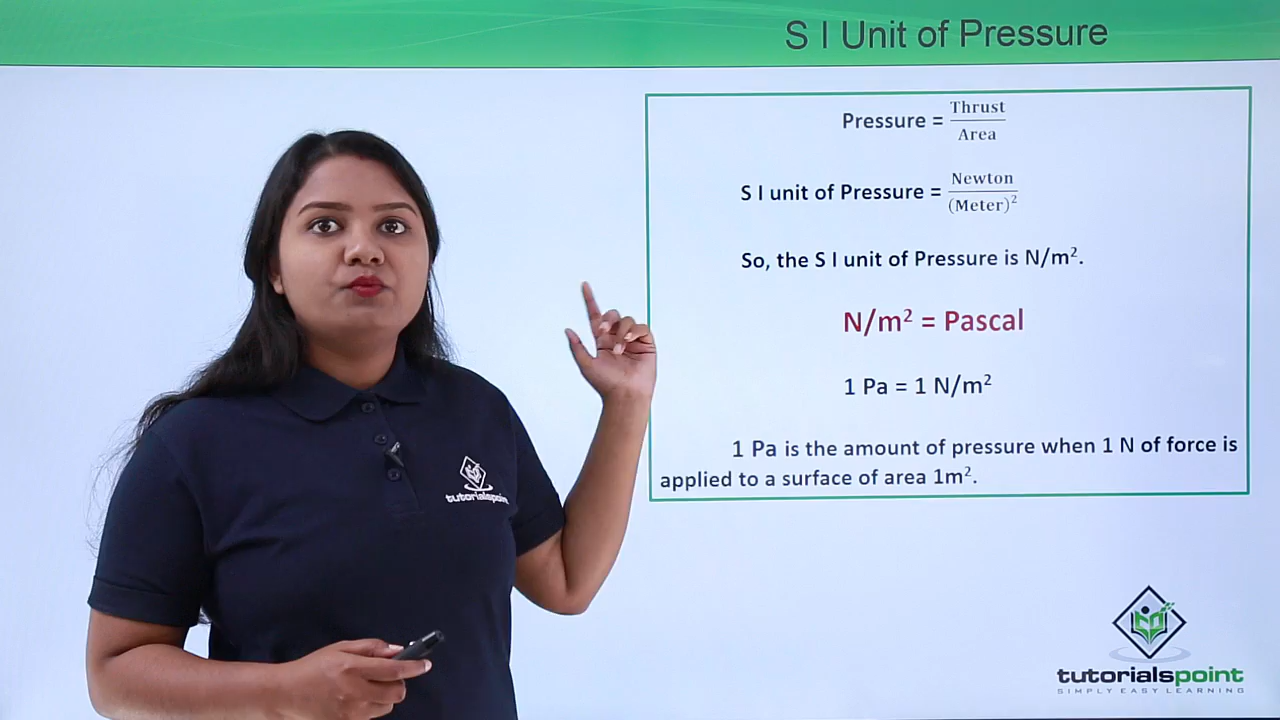 S I Unit of Pressure
Pressure = Thrust / Area
S I unit of Pressure = Newton / (Meter)²
So, the S I unit of Pressure is N/m².
N/m² = Pascal
1 Pa = 1 N/m²
1 Pa is the amount of pressure when 1 N of force is
applied to a surface of area 1m².
tutorialspoint
tutorialspoint
SIMPLY EASY LEARNING